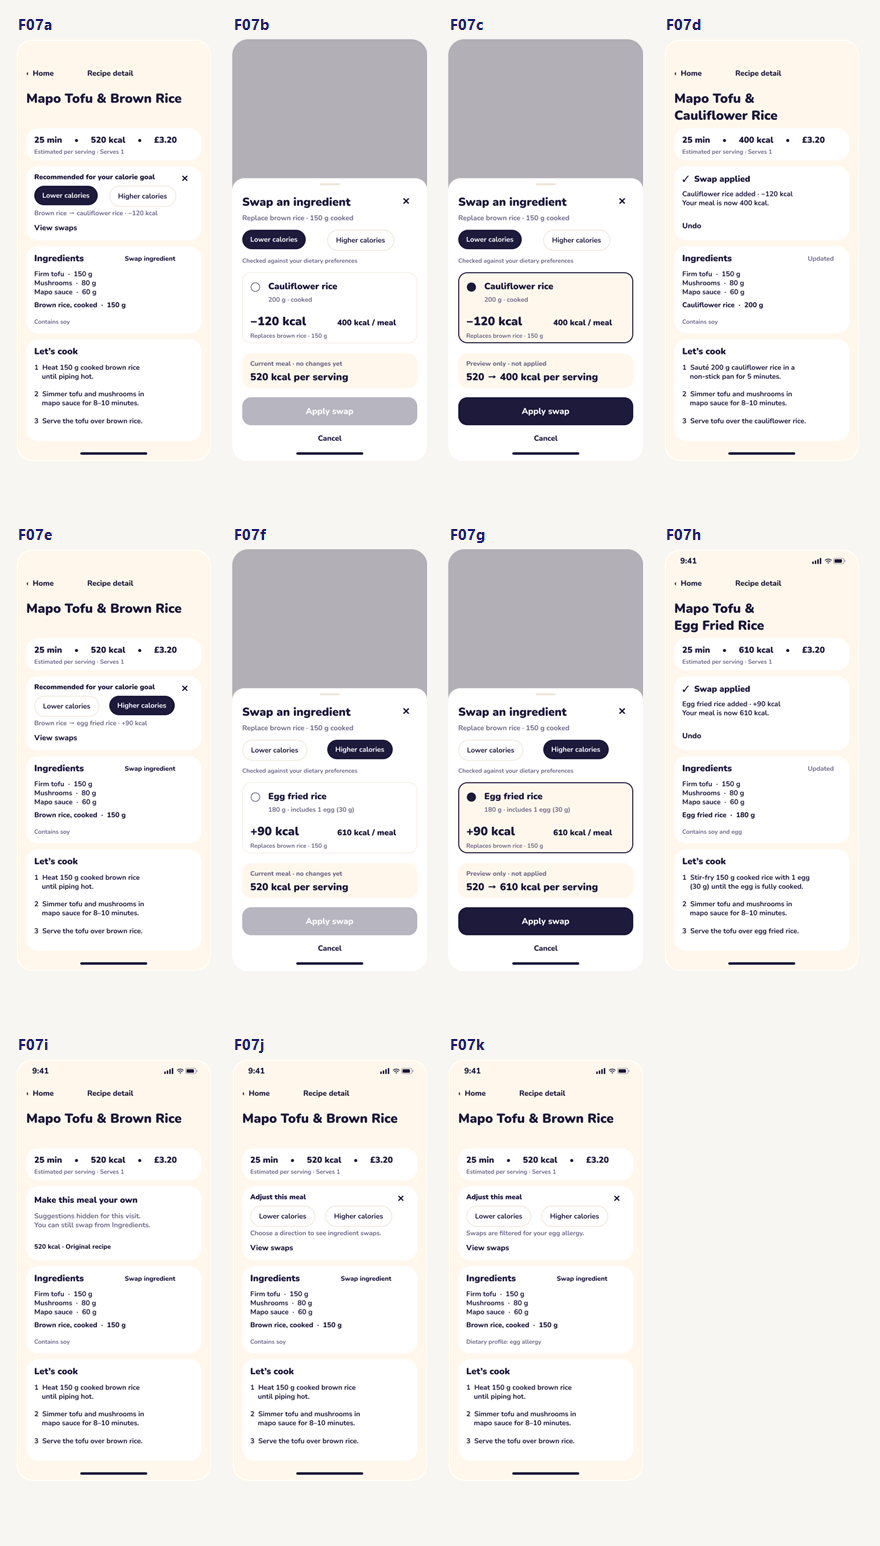 F07a
‹ Home Recipe detail
Mapo Tofu & Brown Rice
25 min • 520 kcal • £3.20
Estimated per serving · Serves 1
Recommended for your calorie goal ✕
Lower calories Higher calories
Brown rice → cauliflower rice · −120 kcal
View swaps
Ingredients Swap ingredient
Firm tofu · 150 g
Mushrooms · 80 g
Mapo sauce · 60 g
Brown rice, cooked · 150 g
Contains soy
Let's cook
1 Heat 150 g cooked brown rice
until piping hot.
2 Simmer tofu and mushrooms in
mapo sauce for 8–10 minutes.
3 Serve the tofu over brown rice.
F07b
Swap an ingredient ✕
Replace brown rice · 150 g cooked
Lower calories Higher calories
Checked against your dietary preferences
Cauliflower rice
200 g · cooked
−120 kcal 400 kcal / meal
Replaces brown rice · 150 g
Current meal · no changes yet
520 kcal per serving
Apply swap
Cancel
F07c
Swap an ingredient ✕
Replace brown rice · 150 g cooked
Lower calories Higher calories
Checked against your dietary preferences
Cauliflower rice
200 g · cooked
−120 kcal 400 kcal / meal
Replaces brown rice · 150 g
Preview only · not applied
520 → 400 kcal per serving
Apply swap
Cancel
F07d
‹ Home Recipe detail
Mapo Tofu &
Cauliflower Rice
25 min • 400 kcal • £3.20
Estimated per serving · Serves 1
✓ Swap applied
Cauliflower rice added · −120 kcal
Your meal is now 400 kcal.
Undo
Ingredients Updated
Firm tofu · 150 g
Mushrooms · 80 g
Mapo sauce · 60 g
Cauliflower rice · 200 g
Contains soy
Let's cook
1 Sauté 200 g cauliflower rice in a
non-stick pan for 5 minutes.
2 Simmer tofu and mushrooms in
mapo sauce for 8–10 minutes.
3 Serve tofu over the cauliflower rice.
F07e
‹ Home Recipe detail
Mapo Tofu & Brown Rice
25 min • 520 kcal • £3.20
Estimated per serving · Serves 1
Recommended for your calorie goal ✕
Lower calories Higher calories
Brown rice → egg fried rice · +90 kcal
View swaps
Ingredients Swap ingredient
Firm tofu · 150 g
Mushrooms · 80 g
Mapo sauce · 60 g
Brown rice, cooked · 150 g
Contains soy
Let's cook
1 Heat 150 g cooked brown rice
until piping hot.
2 Simmer tofu and mushrooms in
mapo sauce for 8–10 minutes.
3 Serve the tofu over brown rice.
F07f
Swap an ingredient ✕
Replace brown rice · 150 g cooked
Lower calories Higher calories
Checked against your dietary preferences
Egg fried rice
180 g · includes 1 egg (30 g)
+90 kcal 610 kcal / meal
Replaces brown rice · 150 g
Current meal · no changes yet
520 kcal per serving
Apply swap
Cancel
F07g
Swap an ingredient ✕
Replace brown rice · 150 g cooked
Lower calories Higher calories
Checked against your dietary preferences
Egg fried rice
180 g · includes 1 egg (30 g)
+90 kcal 610 kcal / meal
Replaces brown rice · 150 g
Preview only · not applied
520 → 610 kcal per serving
Apply swap
Cancel
F07h
9:41
‹ Home Recipe detail
Mapo Tofu &
Egg Fried Rice
25 min • 610 kcal • £3.20
Estimated per serving · Serves 1
✓ Swap applied
Egg fried rice added · +90 kcal
Your meal is now 610 kcal.
Undo
Ingredients Updated
Firm tofu · 150 g
Mushrooms · 80 g
Mapo sauce · 60 g
Egg fried rice · 180 g
Contains soy and egg
Let's cook
1 Stir-fry 150 g cooked rice with 1 egg
(30 g) until the egg is fully cooked.
2 Simmer tofu and mushrooms in
mapo sauce for 8–10 minutes.
3 Serve the tofu over egg fried rice.
F07i
9:41
‹ Home Recipe detail
Mapo Tofu & Brown Rice
25 min • 520 kcal • £3.20
Estimated per serving · Serves 1
Make this meal your own
Suggestions hidden for this visit.
You can still swap from Ingredients.
520 kcal · Original recipe
Ingredients Swap ingredient
Firm tofu · 150 g
Mushrooms · 80 g
Mapo sauce · 60 g
Brown rice, cooked · 150 g
Contains soy
Let's cook
1 Heat 150 g cooked brown rice
until piping hot.
2 Simmer tofu and mushrooms in
mapo sauce for 8–10 minutes.
3 Serve the tofu over brown rice.
F07j
9:41
‹ Home Recipe detail
Mapo Tofu & Brown Rice
25 min • 520 kcal • £3.20
Estimated per serving · Serves 1
Adjust this meal ✕
Lower calories Higher calories
Choose a direction to see ingredient swaps.
View swaps
Ingredients Swap ingredient
Firm tofu · 150 g
Mushrooms · 80 g
Mapo sauce · 60 g
Brown rice, cooked · 150 g
Contains soy
Let's cook
1 Heat 150 g cooked brown rice
until piping hot.
2 Simmer tofu and mushrooms in
mapo sauce for 8–10 minutes.
3 Serve the tofu over brown rice.
F07k
9:41
‹ Home Recipe detail
Mapo Tofu & Brown Rice
25 min • 520 kcal • £3.20
Estimated per serving · Serves 1
Adjust this meal ✕
Lower calories Higher calories
Swaps are filtered for your egg allergy.
View swaps
Ingredients Swap ingredient
Firm tofu · 150 g
Mushrooms · 80 g
Mapo sauce · 60 g
Brown rice, cooked · 150 g
Dietary profile: egg allergy
Let's cook
1 Heat 150 g cooked brown rice
until piping hot.
2 Simmer tofu and mushrooms in
mapo sauce for 8–10 minutes.
3 Serve the tofu over brown rice.